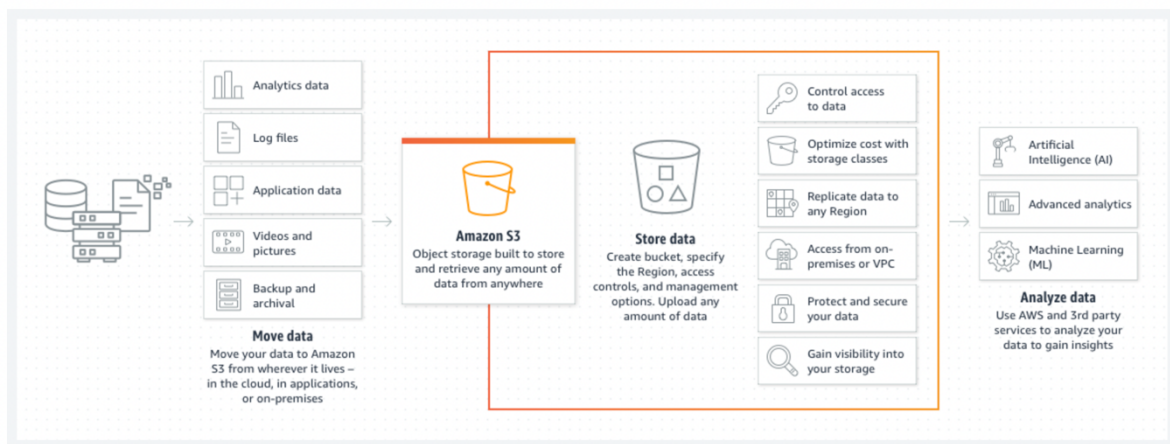 Analytics data
Log files
Application data
Videos and
pictures
Backup and
archival
Move data
Move your data to Amazon
S3 from wherever it lives –
in the cloud, in applications,
or on-premises
Amazon S3
Object storage built to store
and retrieve any amount of
data from anywhere
Store data
Create bucket, specify
the Region, access
controls, and management
options. Upload any
amount of data
Control access
to data
Optimize cost with
storage classes
Replicate data to
any Region
Access from on-
premises or VPC
Protect and secure
your data
Gain visibility into
your storage
Artificial
Intelligence (AI)
Advanced analytics
Machine Learning
(ML)
Analyze data
Use AWS and 3rd party
services to analyze your
data to gain insights